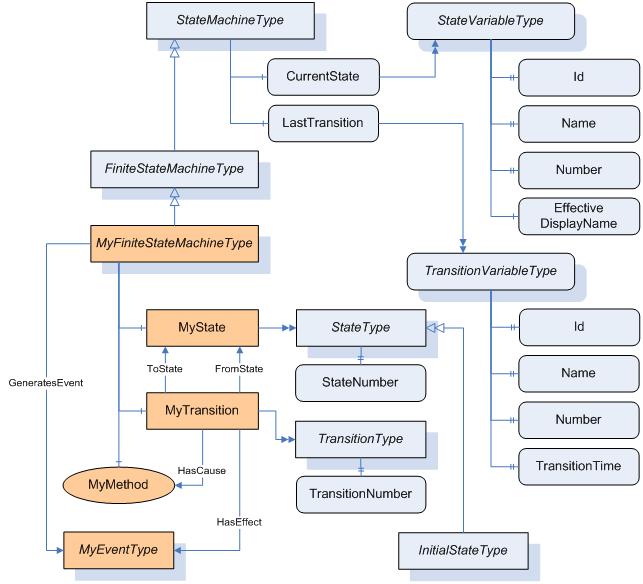 StateMachineType
StateVariableType
CurrentState
Id
LastTransition
Name
FiniteStateMachineType
Number
Effective
DisplayName
MyFiniteStateMachineType
TransitionVariableType
MyState
StateType
Id
ToState
FromState
GeneratesEvent
StateNumber
Name
MyTransition
TransitionType
Number
HasCause
TransitionTime
MyMethod
TransitionNumber
HasEffect
MyEventType
InitialStateType